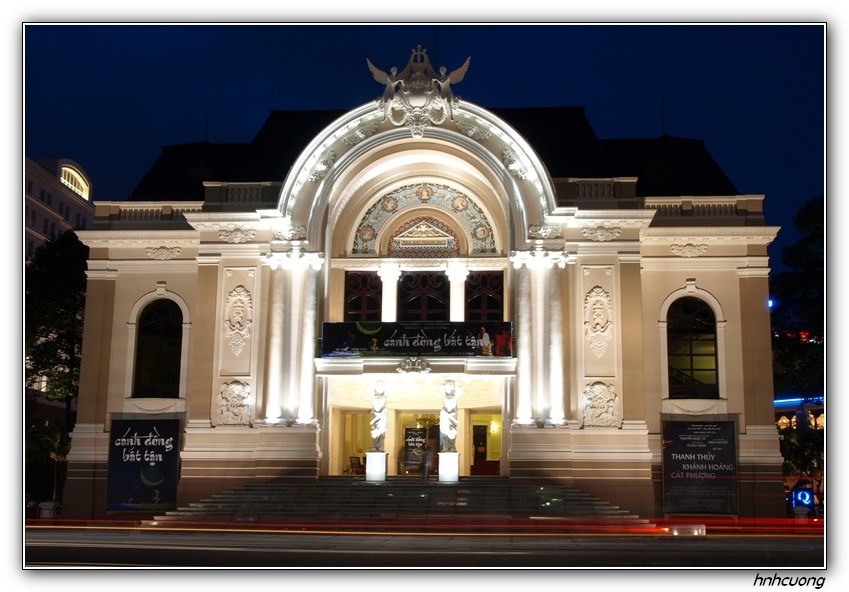 cánh đồng bất tận
cánh đồng
bất tận
THANH THỦY
KHÁNH HOÀNG
CÁT PHƯỢNG
Q
hnhcuong